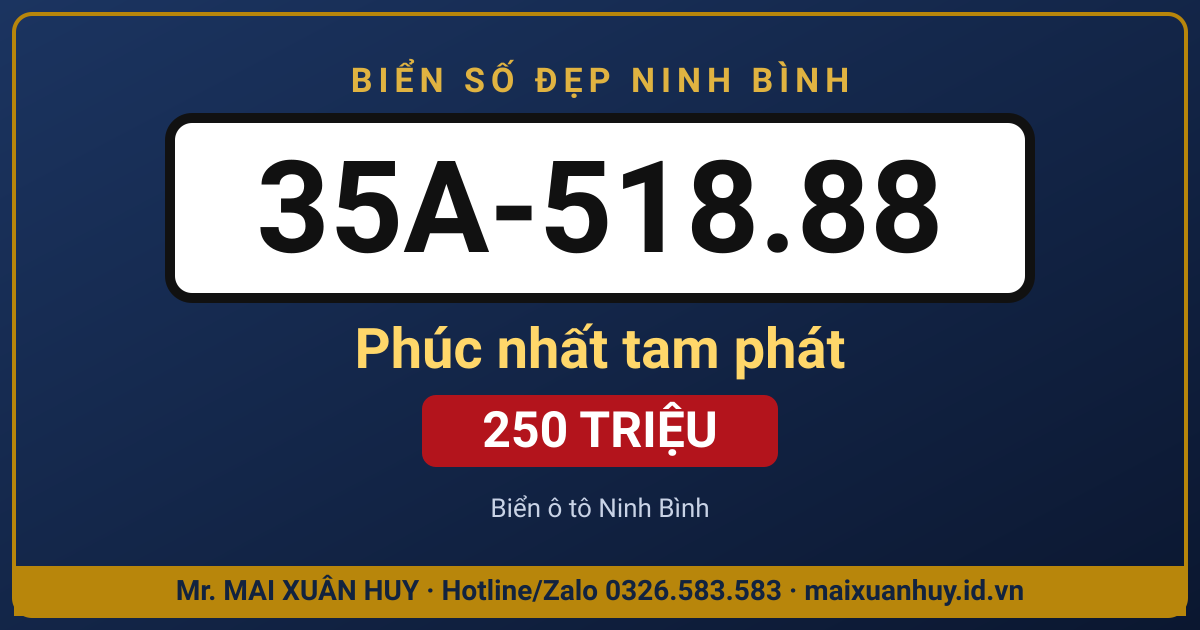 BIỂN SỐ ĐẸP NINH BÌNH
35A-518.88
Phúc nhất tam phát
250 TRIỆU
Biển ô tô Ninh Bình
Mr. MAI XUÂN HUY · Hotline/Zalo 0326.583.583 · maixuanhuy.id.vn